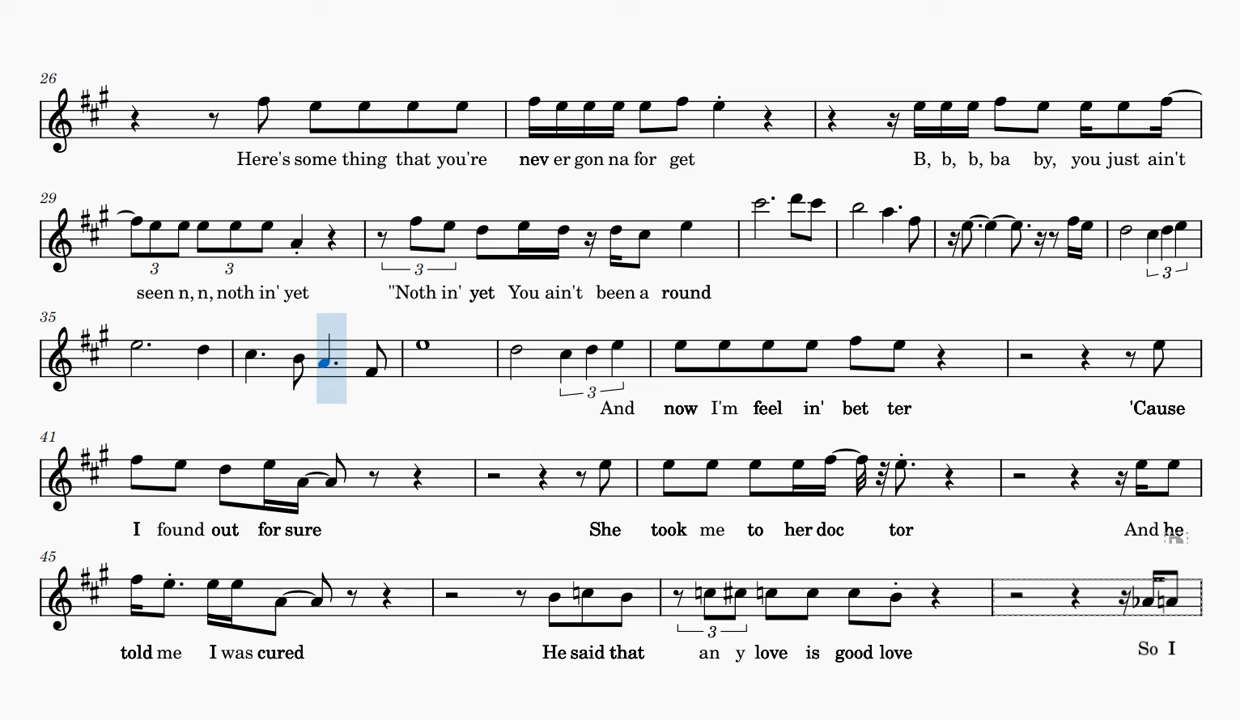 26
Here's some thing that you're nev er gon na for get B, b, b, ba by, you just ain't
29
3 3 3 3
seen n, n, noth in' yet "Noth in' yet You ain't been a round
35
3
And now I'm feel in' bet ter 'Cause
41
I found out for sure She took me to her doc tor And he
45
3
told me I was cured He said that an y love is good love So I